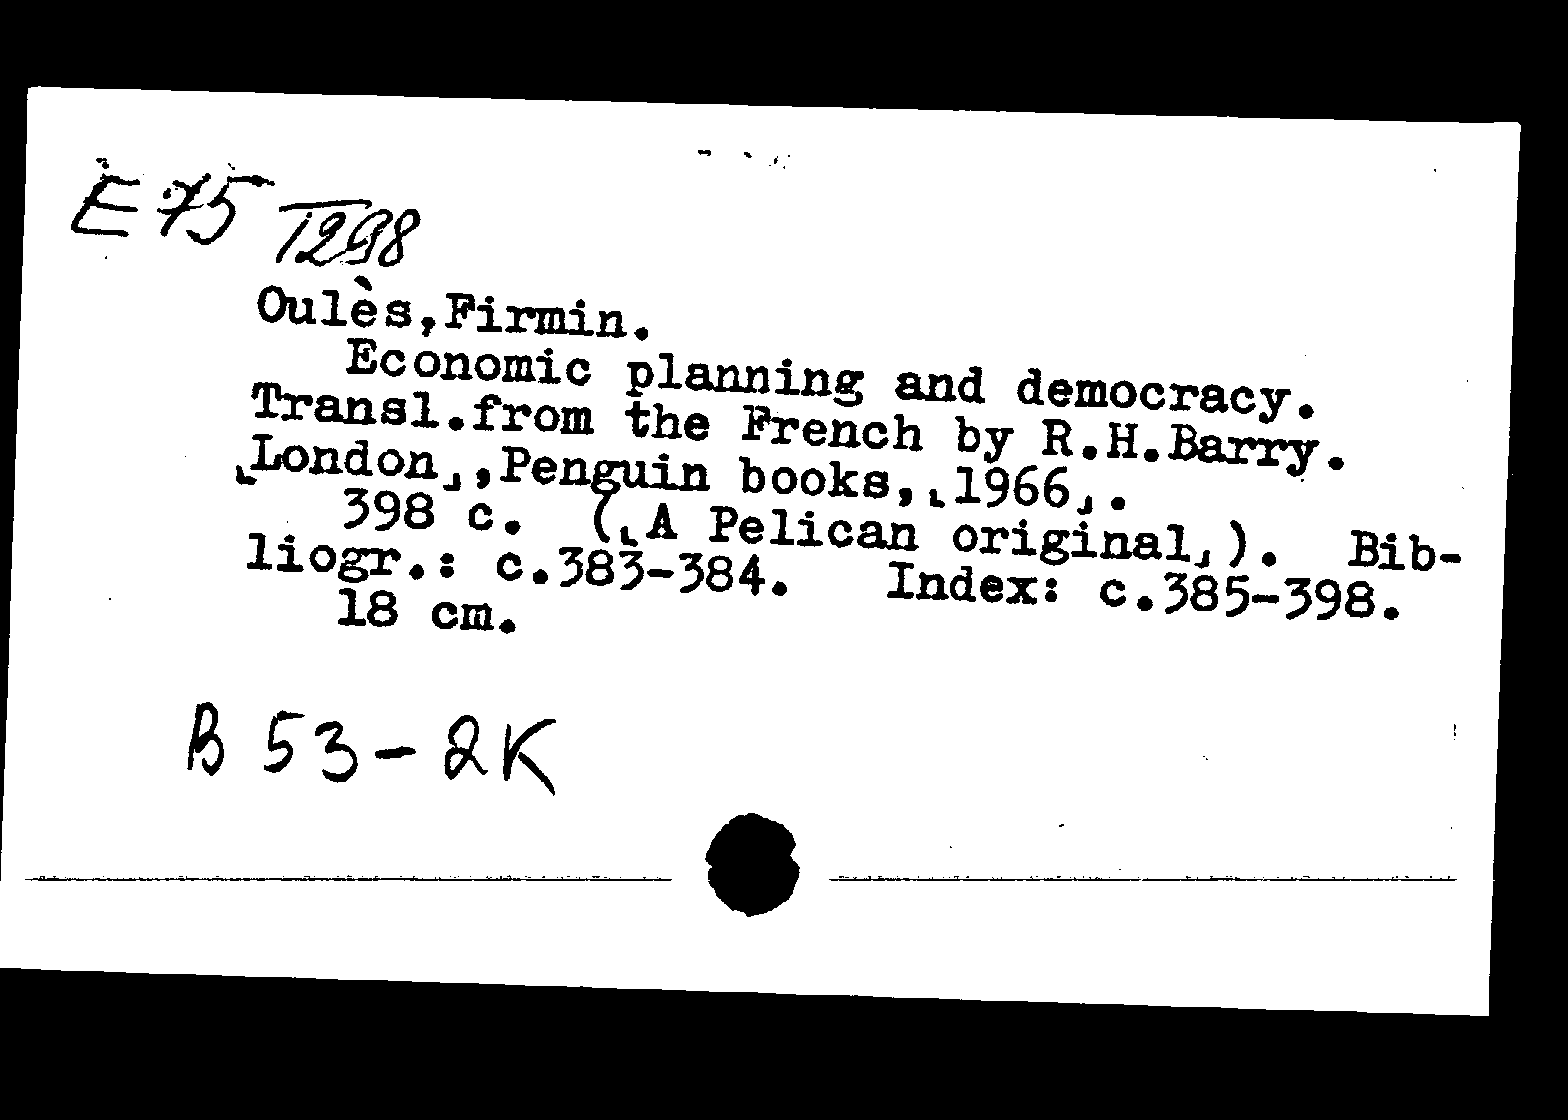 E 75 T298
Oulès,Firmin.
Economic planning and democracy.
Transl.from the French by R.H.Barry.
[London],Penguin books,[1966].
398 c. ([A Pelican original]). Bib-
liogr.: c.383-384. Index: c.385-398.
18 cm.
B 53-2K